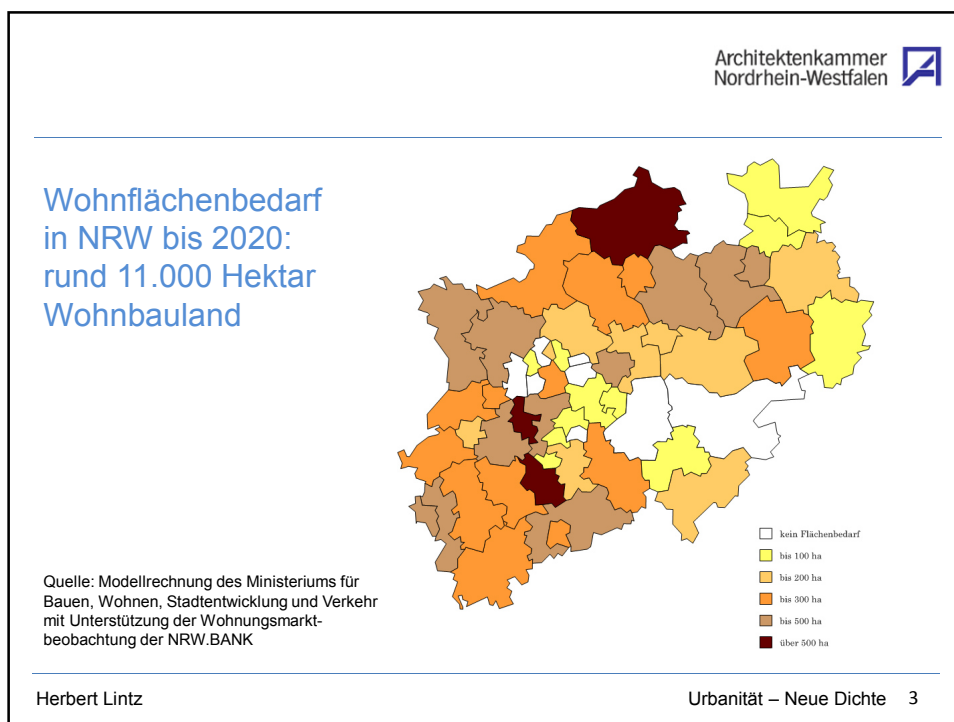 Architektenkammer
Nordrhein-Westfalen
Wohnflächenbedarf
in NRW bis 2020:
rund 11.000 Hektar
Wohnbauland
kein Flächenbedarf
bis 100 ha
bis 200 ha
bis 300 ha
bis 500 ha
über 500 ha
Quelle: Modellrechnung des Ministeriums für
Bauen, Wohnen, Stadtentwicklung und Verkehr
mit Unterstützung der Wohnungsmarkt-
beobachtung der NRW.BANK
Herbert Lintz
Urbanität – Neue Dichte 3